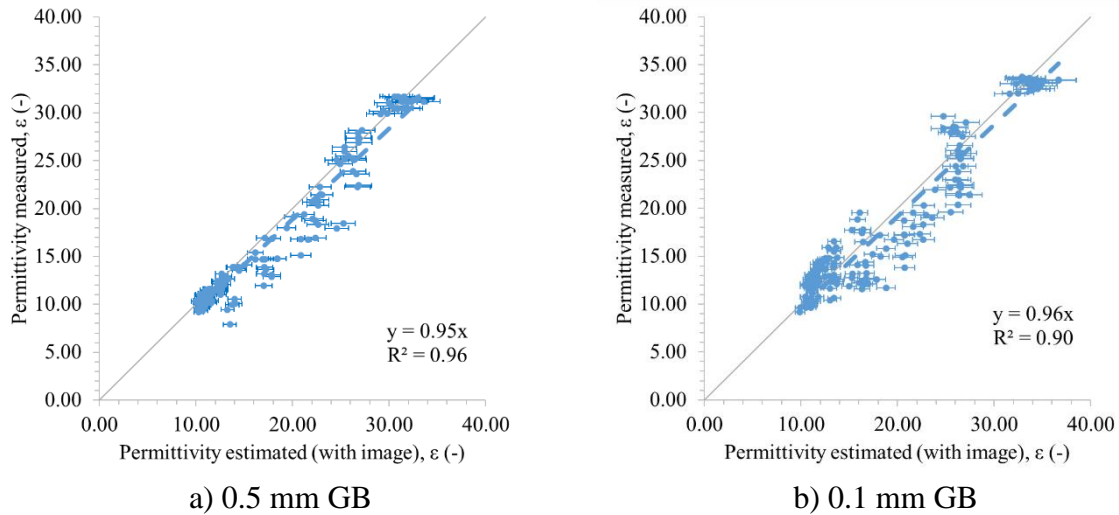 40.00
35.00
30.00
25.00
20.00
15.00
10.00
5.00
0.00
Permittivity measured, ε (-)
y = 0.95x
R² = 0.96
0.00 10.00 20.00 30.00 40.00
Permittivity estimated (with image), ε (-)
a) 0.5 mm GB
40.00
35.00
30.00
25.00
20.00
15.00
10.00
5.00
0.00
Permittivity measured, ε (-)
y = 0.96x
R² = 0.90
0.00 10.00 20.00 30.00 40.00
Permittivity estimated (with image), ε (-)
b) 0.1 mm GB